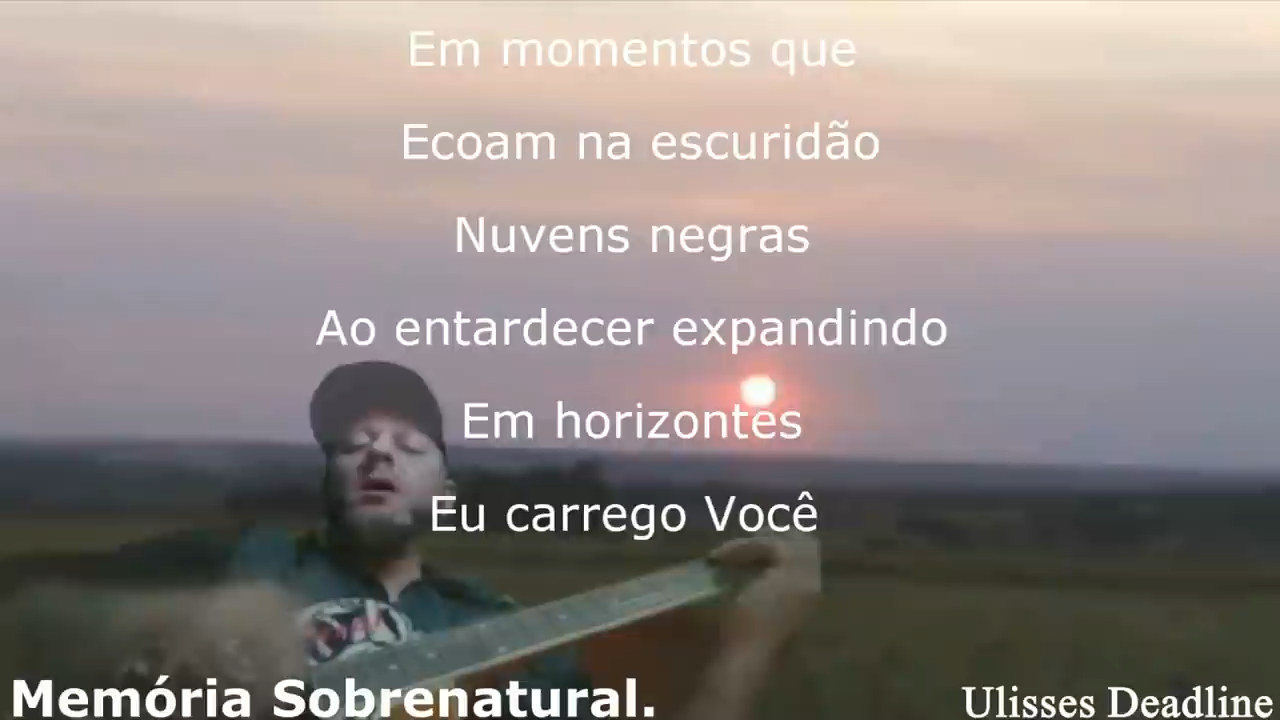 Em momentos que
Ecoam na escuridão
Nuvens negras
Ao entardecer expandindo
Em horizontes
Eu carrego Você
Memória Sobrenatural.
Ulisses Deadline